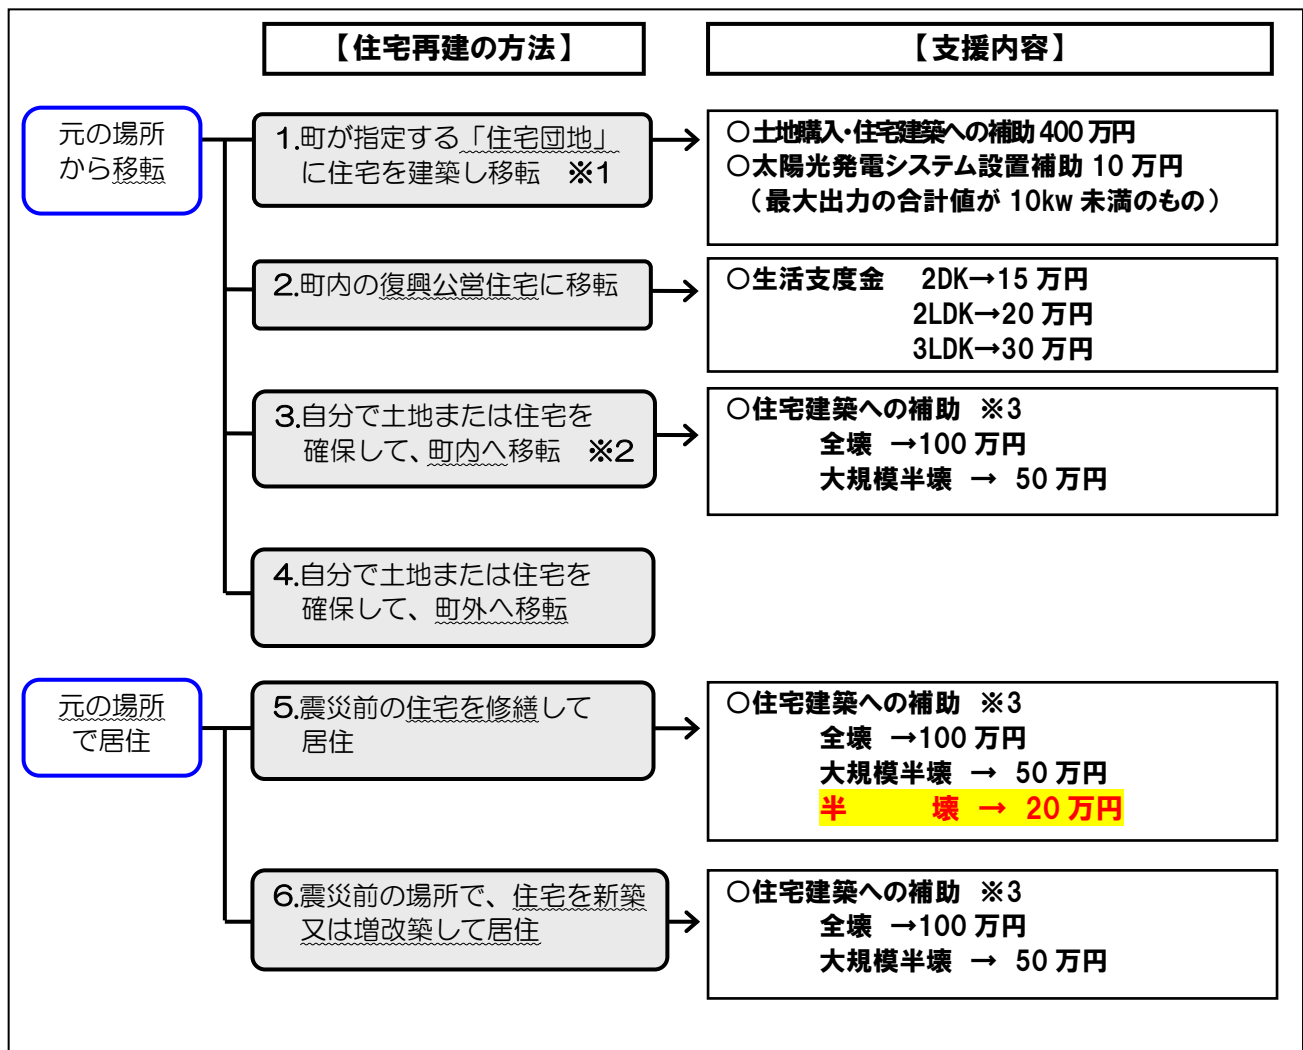 【住宅再建の方法】
【支援内容】
元の場所
から移転
1.町が指定する「住宅団地」
に住宅を建築し移転　※1
○土地購入・住宅建築への補助 400 万円
○太陽光発電システム設置補助 10 万円
（最大出力の合計値が 10kw 未満のもの）
2.町内の復興公営住宅に移転
○生活支度金　2DK→15 万円
2LDK→20 万円
3LDK→30 万円
3.自分で土地または住宅を
確保して、町内へ移転　※2
○住宅建築への補助　※3
全壊　→100 万円
大規模半壊　→　50 万円
4.自分で土地または住宅を
確保して、町外へ移転
元の場所
で居住
5.震災前の住宅を修繕して
居住
○住宅建築への補助　※3
全壊　→100 万円
大規模半壊　→　50 万円
半　　　壊　→　20 万円
6.震災前の場所で、住宅を新築
又は増改築して居住
○住宅建築への補助　※3
全壊　→100 万円
大規模半壊　→　50 万円